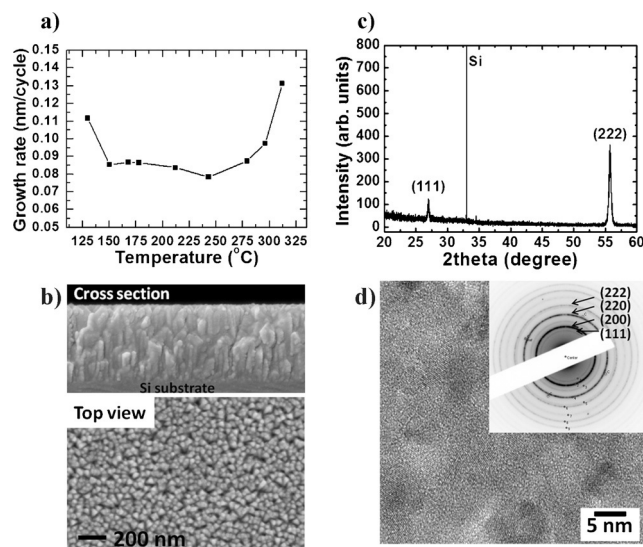 a)
Growth rate (nm/cycle)
0.15
0.14
0.13
0.12
0.11
0.10
0.09
0.08
0.07
0.06
0.05
125 150 175 200 225 250 275 300 325
Temperature (°C)
c)
Intensity (arb. units)
800
700
600
500
400
300
200
100
0
Si
(111)
(222)
20 25 30 35 40 45 50 55 60
2theta (degree)
b)
Cross section
Si substrate
Top view
200 nm
d)
(222)
(220)
(200)
(111)
5 nm